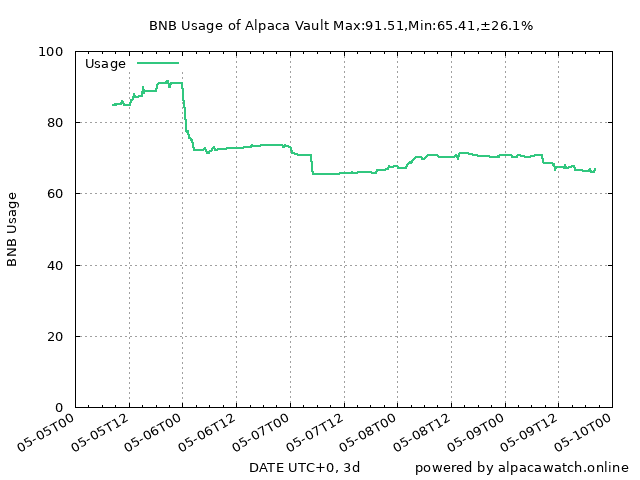 BNB Usage of Alpaca Vault Max:91.51,Min:65.41,±26.1%
Usage
100
80
60
40
20
0
BNB Usage
05-05T00
05-05T12
05-06T00
05-06T12
05-07T00
05-07T12
05-08T00
05-08T12
05-09T00
05-09T12
05-10T00
DATE UTC+0, 3d
powered by alpacawatch.online